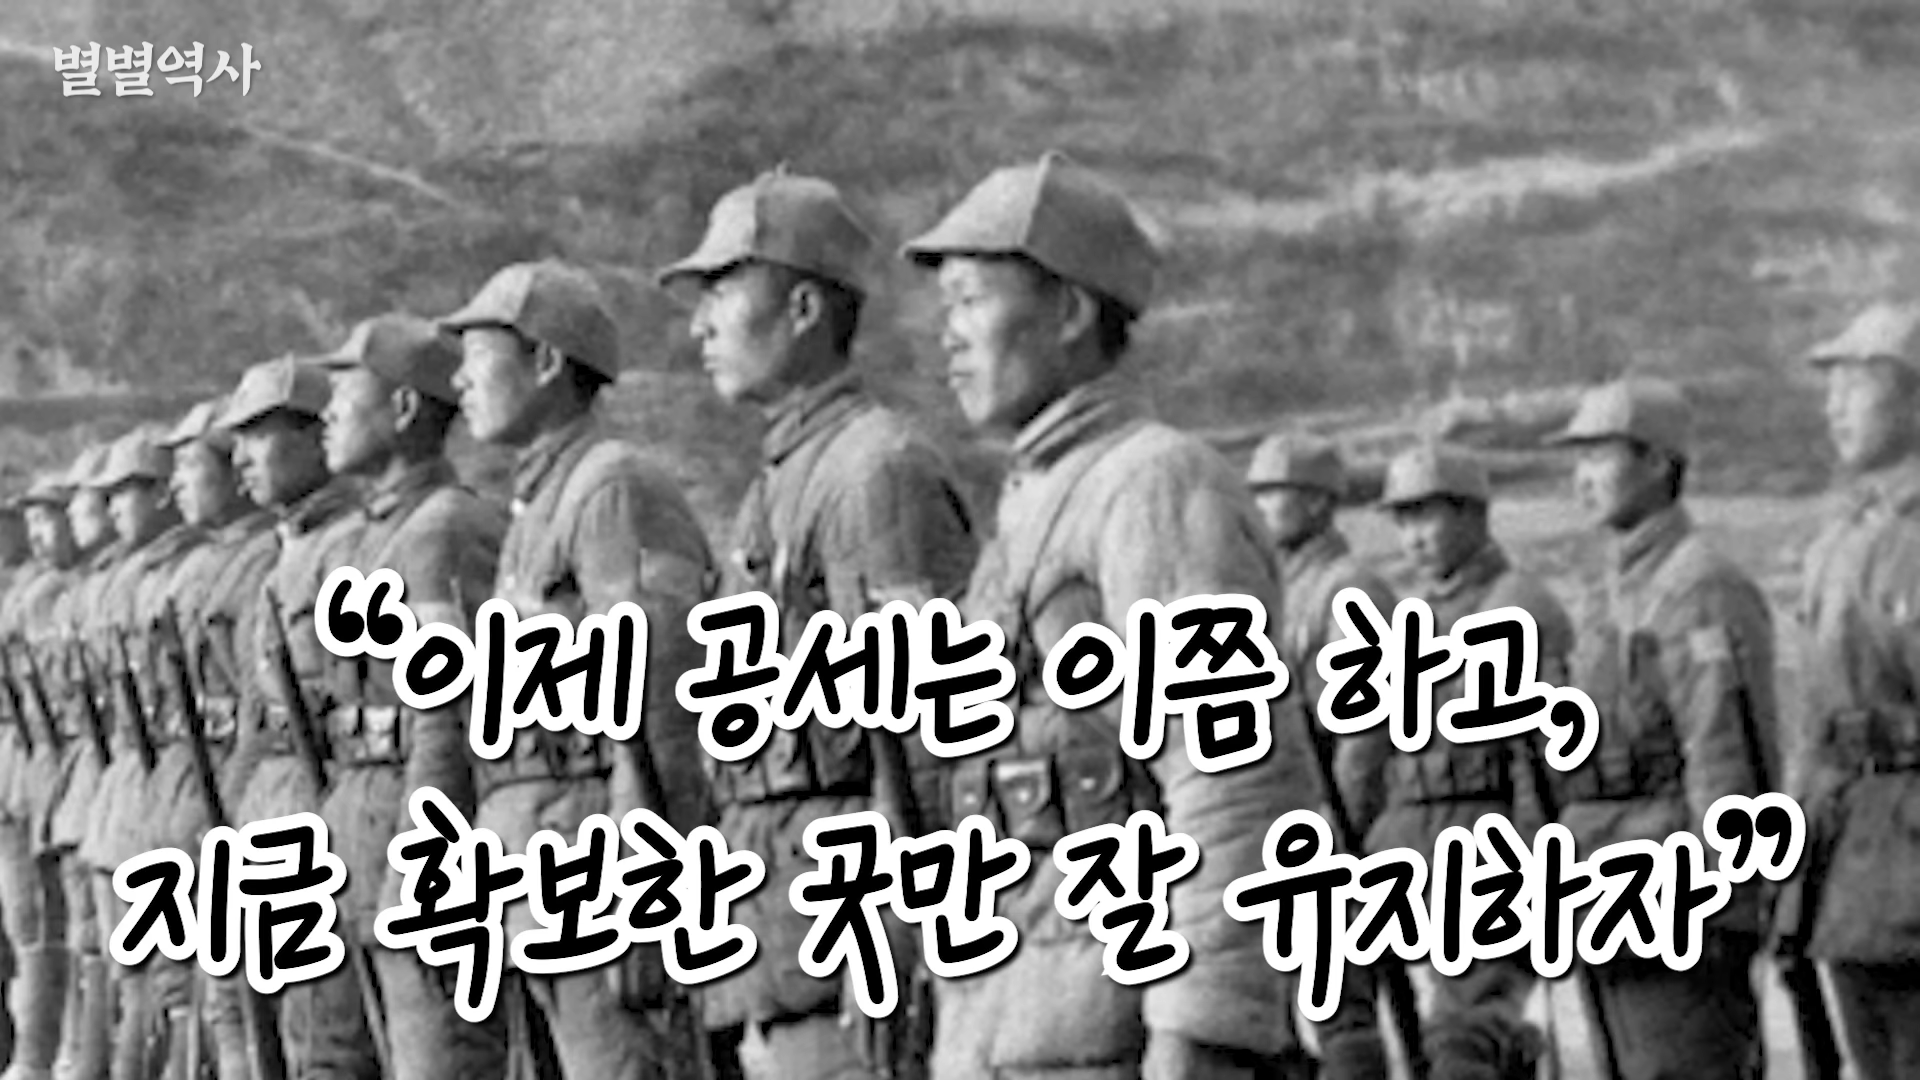 별별역사
“이제 공세는 이쯤 하고,
지금 확보한 곳만 잘 유지하자”